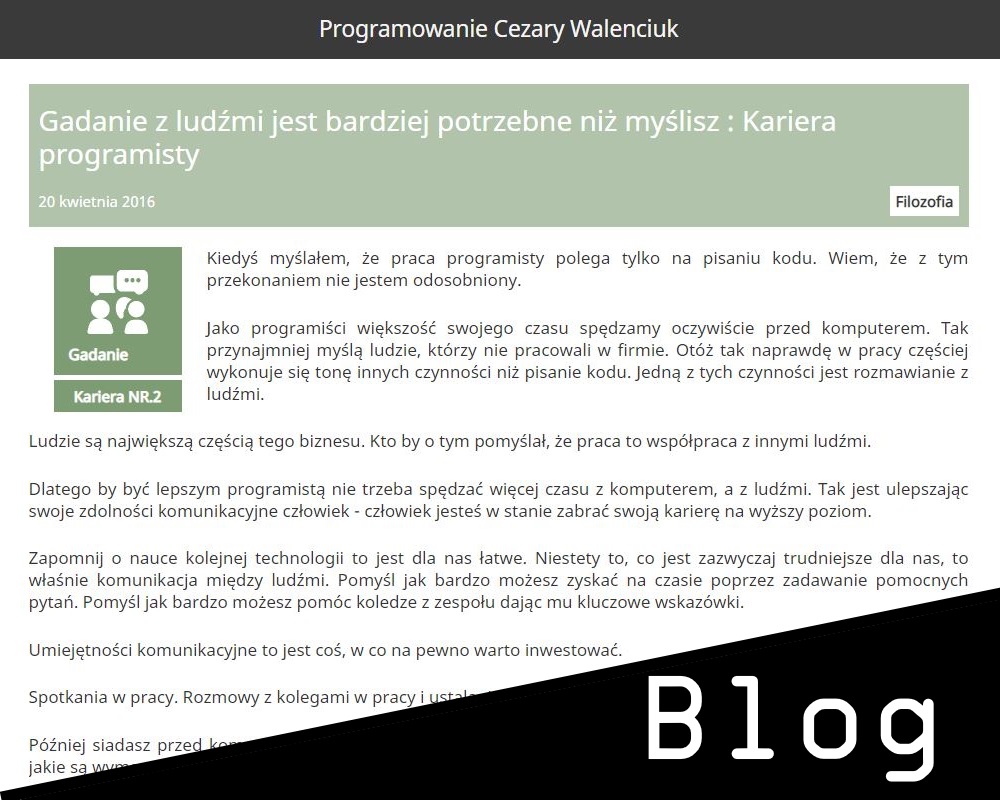 Programowanie Cezary Walenciuk
Gadanie z ludźmi jest bardziej potrzebne niż myślisz : Kariera
programisty
20 kwietnia 2016
Filozofia
Gadanie
Kariera NR.2
Kiedyś myślałem, że praca programisty polega tylko na pisaniu kodu. Wiem, że z tym
przekonaniem nie jestem odosobniony.
Jako programiści większość swojego czasu spędzamy oczywiście przed komputerem. Tak
przynajmniej myślą ludzie, którzy nie pracowali w firmie. Otóż tak naprawdę w pracy częściej
wykonuje się tonę innych czynności niż pisanie kodu. Jedną z tych czynności jest rozmawianie z
ludźmi.
Ludzie są największą częścią tego biznesu. Kto by o tym pomyślał, że praca to współpraca z innymi ludźmi.
Dlatego by być lepszym programistą nie trzeba spędzać więcej czasu z komputerem, a z ludźmi. Tak jest ulepszając
swoje zdolności komunikacyjne człowiek - człowiek jesteś w stanie zabrać swoją karierę na wyższy poziom.
Zapomnij o nauce kolejnej technologii to jest dla nas łatwe. Niestety to, co jest zazwyczaj trudniejsze dla nas, to
właśnie komunikacja między ludźmi. Pomyśl jak bardzo możesz zyskać na czasie poprzez zadawanie pomocnych
pytań. Pomyśl jak bardzo możesz pomóc koledze z zespołu dając mu kluczowe wskazówki.
Umiejętności komunikacyjne to jest coś, w co na pewno warto inwestować.
Spotkania w pracy. Rozmowy z kolegami w pracy i
Później siadasz przed
jakie są
Blog